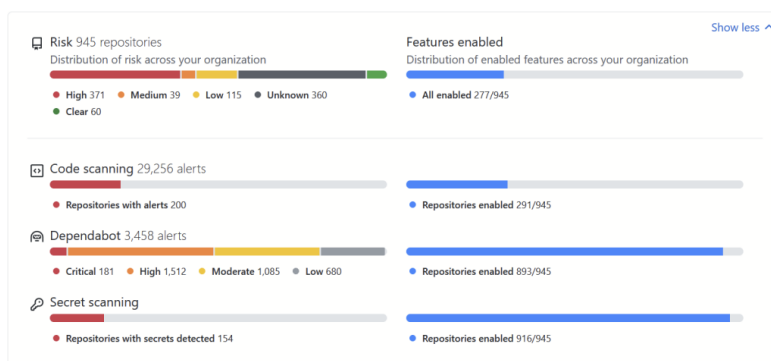 Show less
Risk 945 repositories
Distribution of risk across your organization
High 371 Medium 39 Low 115 Unknown 360
Clear 60
Features enabled
Distribution of enabled features across your organization
All enabled 277/945
Code scanning 29,256 alerts
Repositories with alerts 200
Repositories enabled 291/945
Dependabot 3,458 alerts
Critical 181 High 1,512 Moderate 1,085 Low 680
Repositories enabled 893/945
Secret scanning
Repositories with secrets detected 154
Repositories enabled 916/945